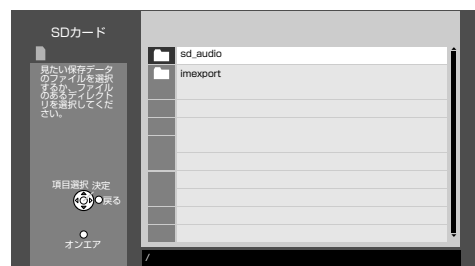 SDカード
見たい保存データ
のファイルを選択
するか、ファイル
のあるディレクト
リを選択してくだ
さい。
項目選択 決定
戻る
オンエア
sd_audio
imexport
/